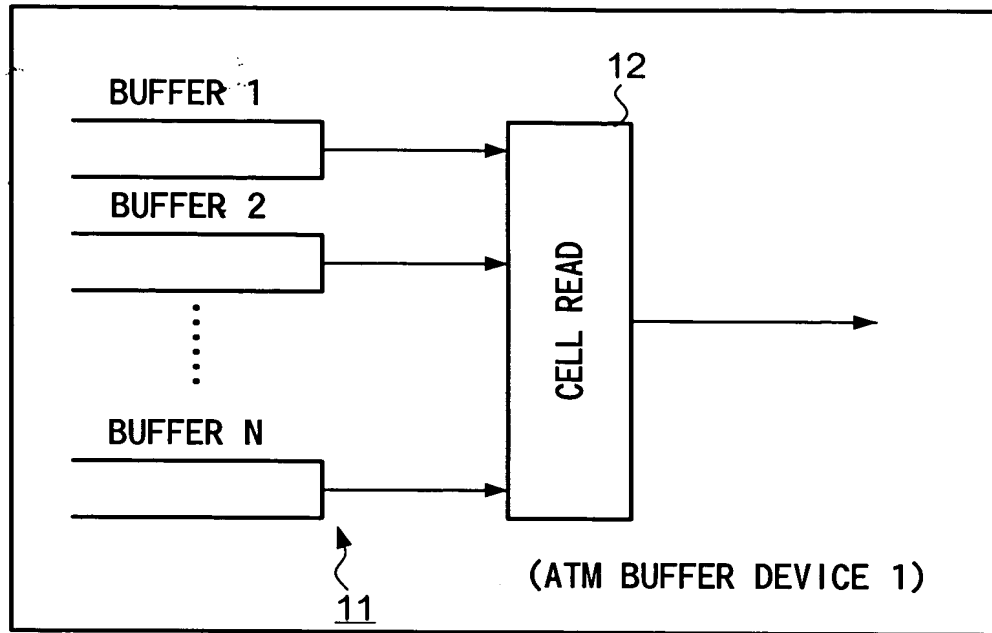 12
BUFFER 1
BUFFER 2
BUFFER N
CELL READ
(ATM BUFFER DEVICE 1)
11